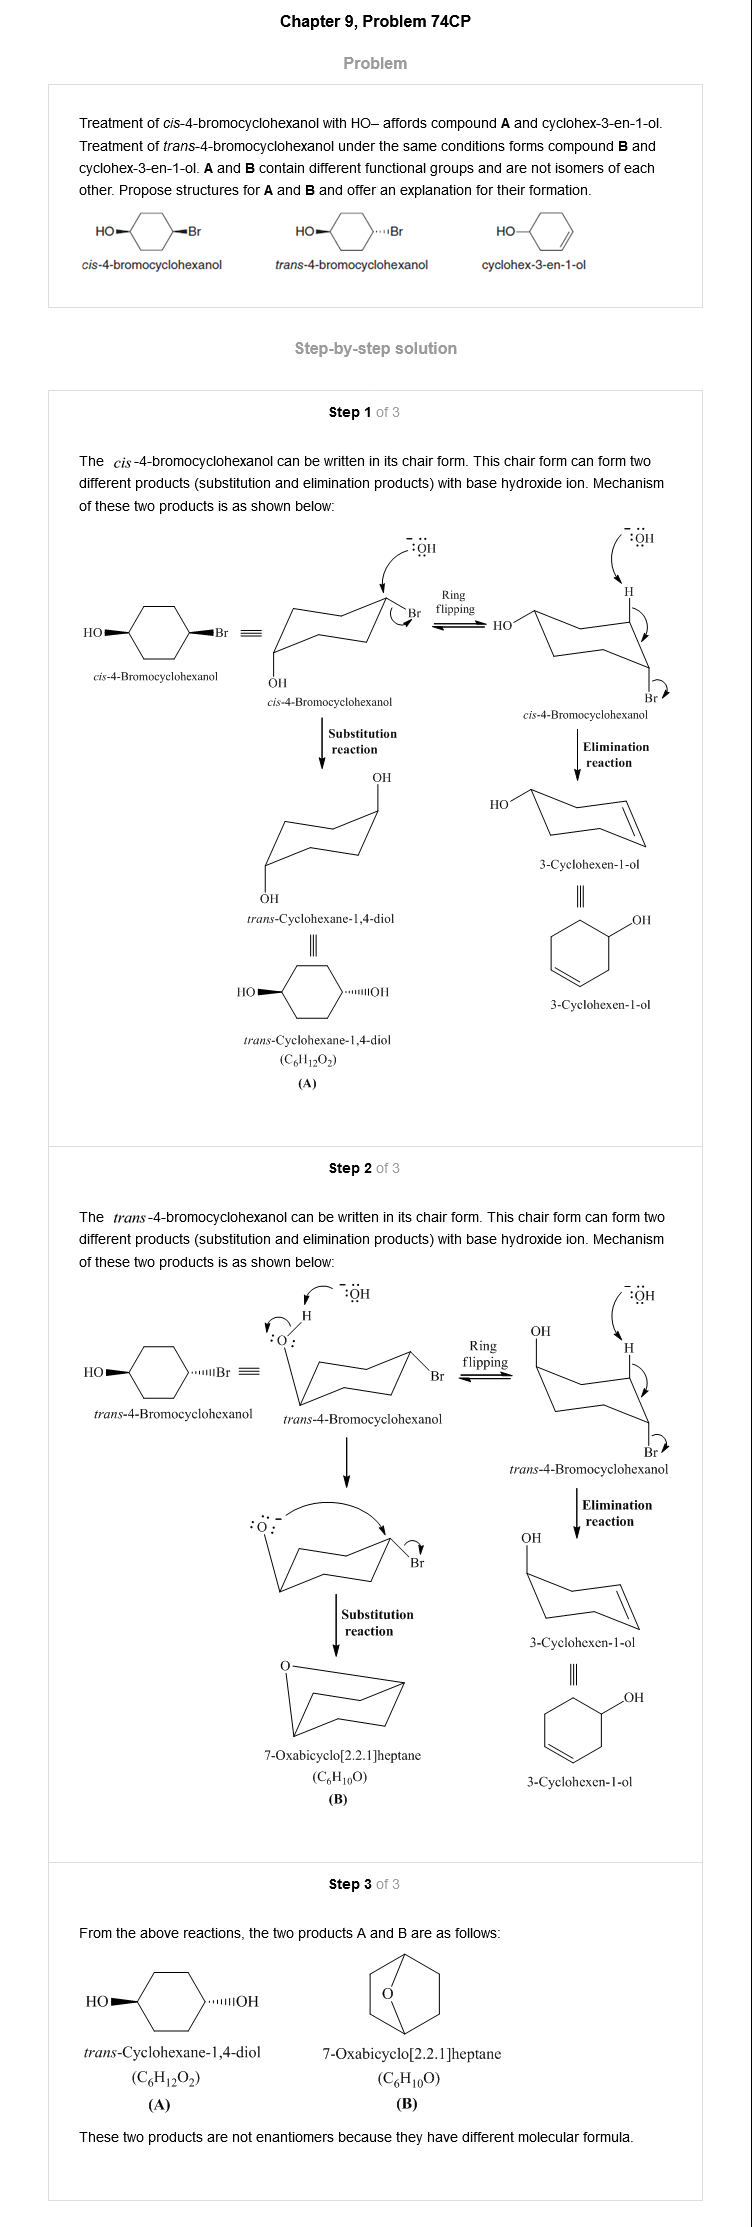 Chapter 9, Problem 74CP
Problem
Treatment of cis-4-bromocyclohexanol with HO– affords compound A and cyclohex-3-en-1-ol.
Treatment of trans-4-bromocyclohexanol under the same conditions forms compound B and
cyclohex-3-en-1-ol. A and B contain different functional groups and are not isomers of each
other. Propose structures for A and B and offer an explanation for their formation.
HO Br HO Br HO
cis-4-bromocyclohexanol trans-4-bromocyclohexanol cyclohex-3-en-1-ol
Step-by-step solution
Step 1 of 3
The cis-4-bromocyclohexanol can be written in its chair form. This chair form can form two
different products (substitution and elimination products) with base hydroxide ion. Mechanism
of these two products is as shown below:
:OH :OH
H
Ring
flipping
Br
HO
HO Br
OH
cis-4-Bromocyclohexanol
Br
cis-4-Bromocyclohexanol
cis-4-Bromocyclohexanol
Substitution
reaction
Elimination
reaction
OH
HO
3-Cyclohexen-1-ol
OH
trans-Cyclohexane-1,4-diol
OH
HO OH
3-Cyclohexen-1-ol
trans-Cyclohexane-1,4-diol
(C6H12O2)
(A)
Step 2 of 3
The trans-4-bromocyclohexanol can be written in its chair form. This chair form can form two
different products (substitution and elimination products) with base hydroxide ion. Mechanism
of these two products is as shown below:
:OH :OH
H
OH
:O:
Ring
flipping
H
HO Br
Br
trans-4-Bromocyclohexanol
trans-4-Bromocyclohexanol
Br
trans-4-Bromocyclohexanol
Elimination
reaction
:O:
OH
Br
Substitution
reaction
3-Cyclohexen-1-ol
O
OH
7-Oxabicyclo[2.2.1]heptane
(C6H10O)
(B)
3-Cyclohexen-1-ol
Step 3 of 3
From the above reactions, the two products A and B are as follows:
HO OH O
trans-Cyclohexane-1,4-diol 7-Oxabicyclo[2.2.1]heptane
(C6H12O2) (C6H10O)
(A) (B)
These two products are not enantiomers because they have different molecular formula.